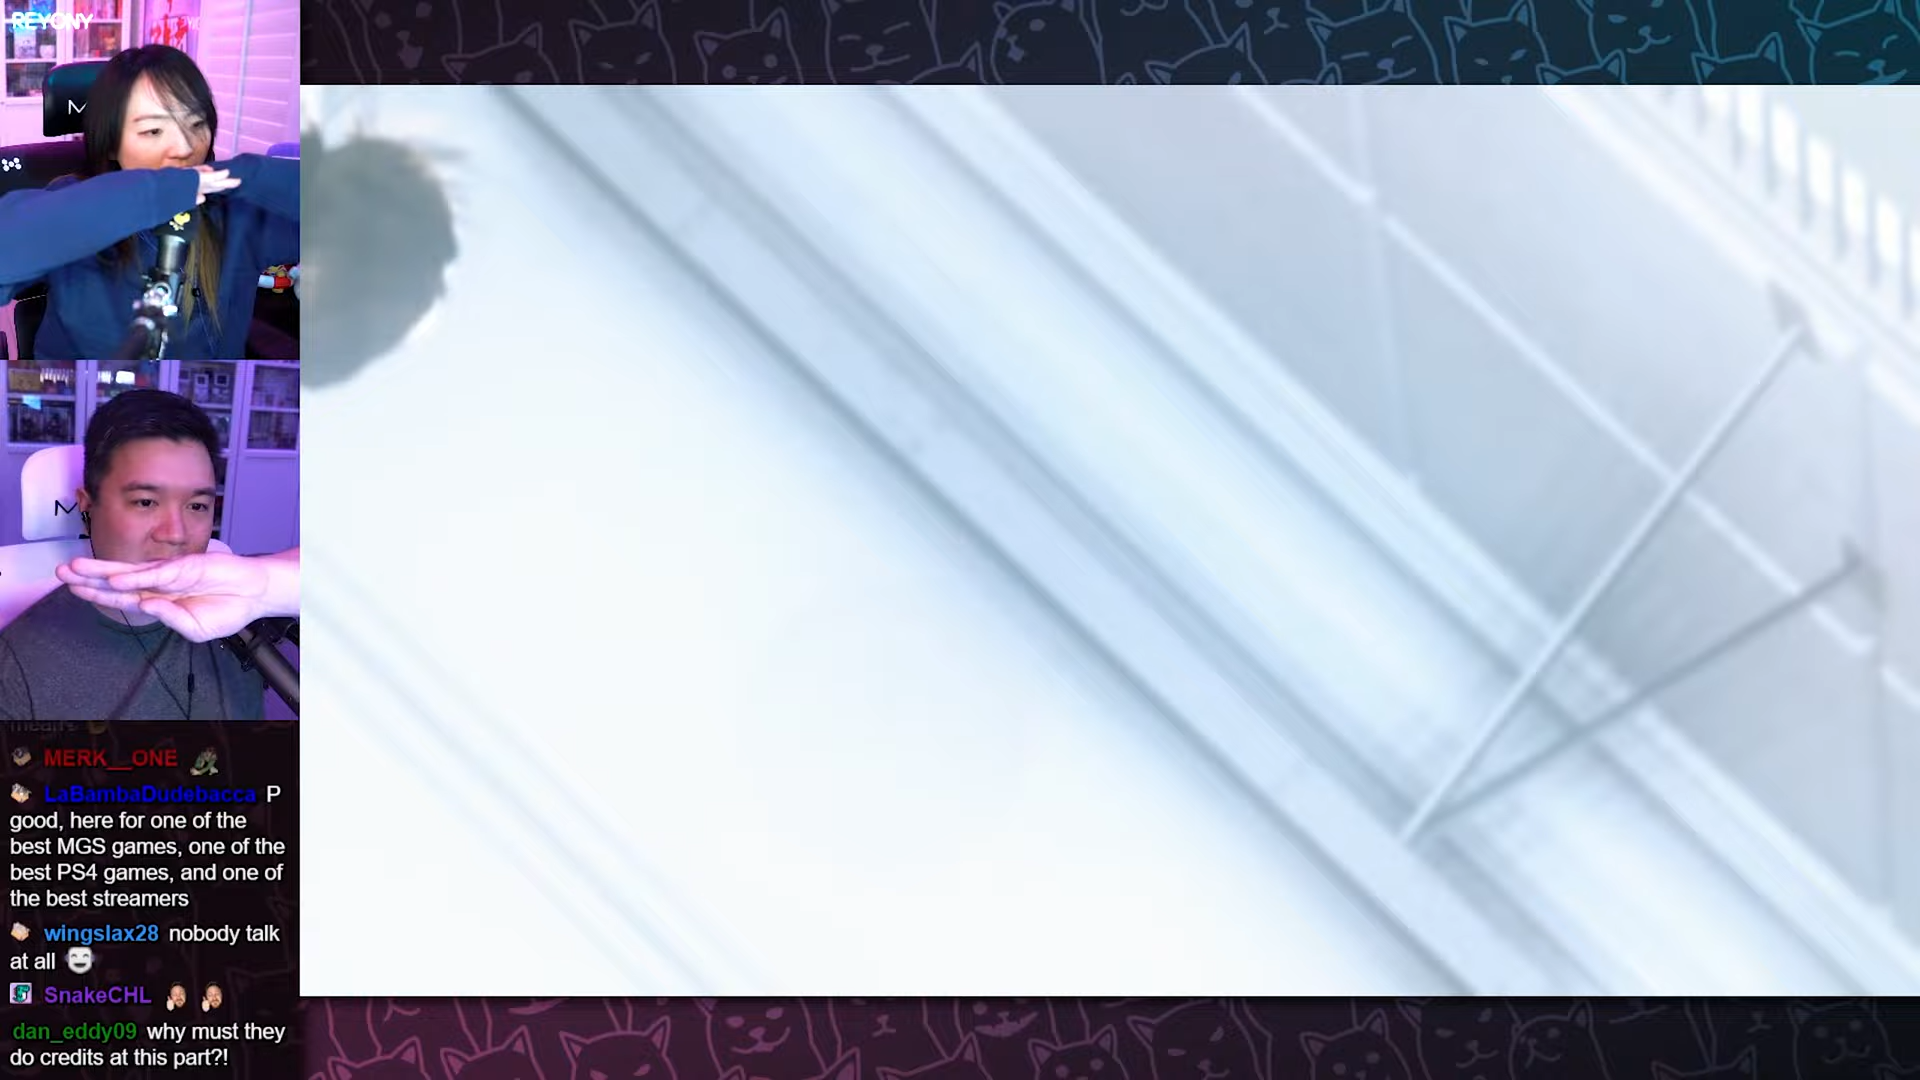 REYONY
MERK__ONE
LaBambaDudebacca P
good, here for one of the
best MGS games, one of the
best PS4 games, and one of
the best streamers
wingslax28 nobody talk
at all
SnakeCHL
dan_eddy09 why must they
do credits at this part?!